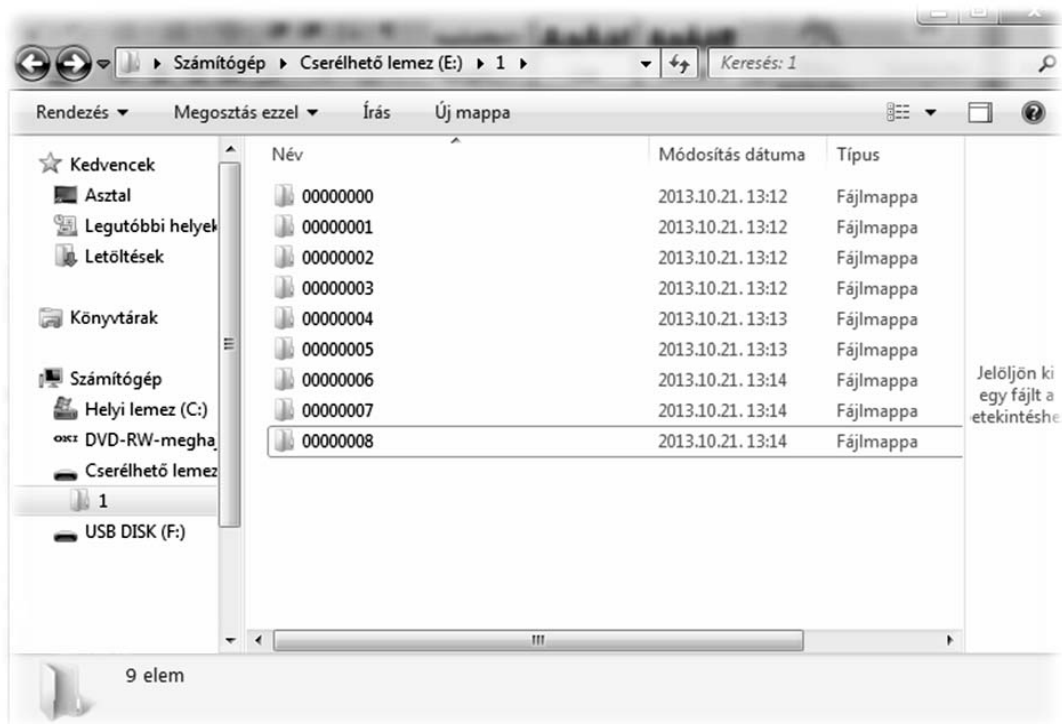 Számítógép ▸ Cserélhető lemez (E:) ▸ 1 ▸ Keresés: 1
Rendezés Megosztás ezzel Írás Új mappa
Kedvencek
Asztal
Legutóbbi helyek
Letöltések
Könyvtárak
Számítógép
Helyi lemez (C:)
DVD-RW-megha
Cserélhető lemez
1
USB DISK (F:)
Név Módosítás dátuma Típus
00000000 2013.10.21. 13:12 Fájlmappa
00000001 2013.10.21. 13:12 Fájlmappa
00000002 2013.10.21. 13:12 Fájlmappa
00000003 2013.10.21. 13:12 Fájlmappa
00000004 2013.10.21. 13:13 Fájlmappa
00000005 2013.10.21. 13:13 Fájlmappa
00000006 2013.10.21. 13:14 Fájlmappa
00000007 2013.10.21. 13:14 Fájlmappa
00000008 2013.10.21. 13:14 Fájlmappa
Jelöljön ki
egy fájlt a
etekintéshe
9 elem